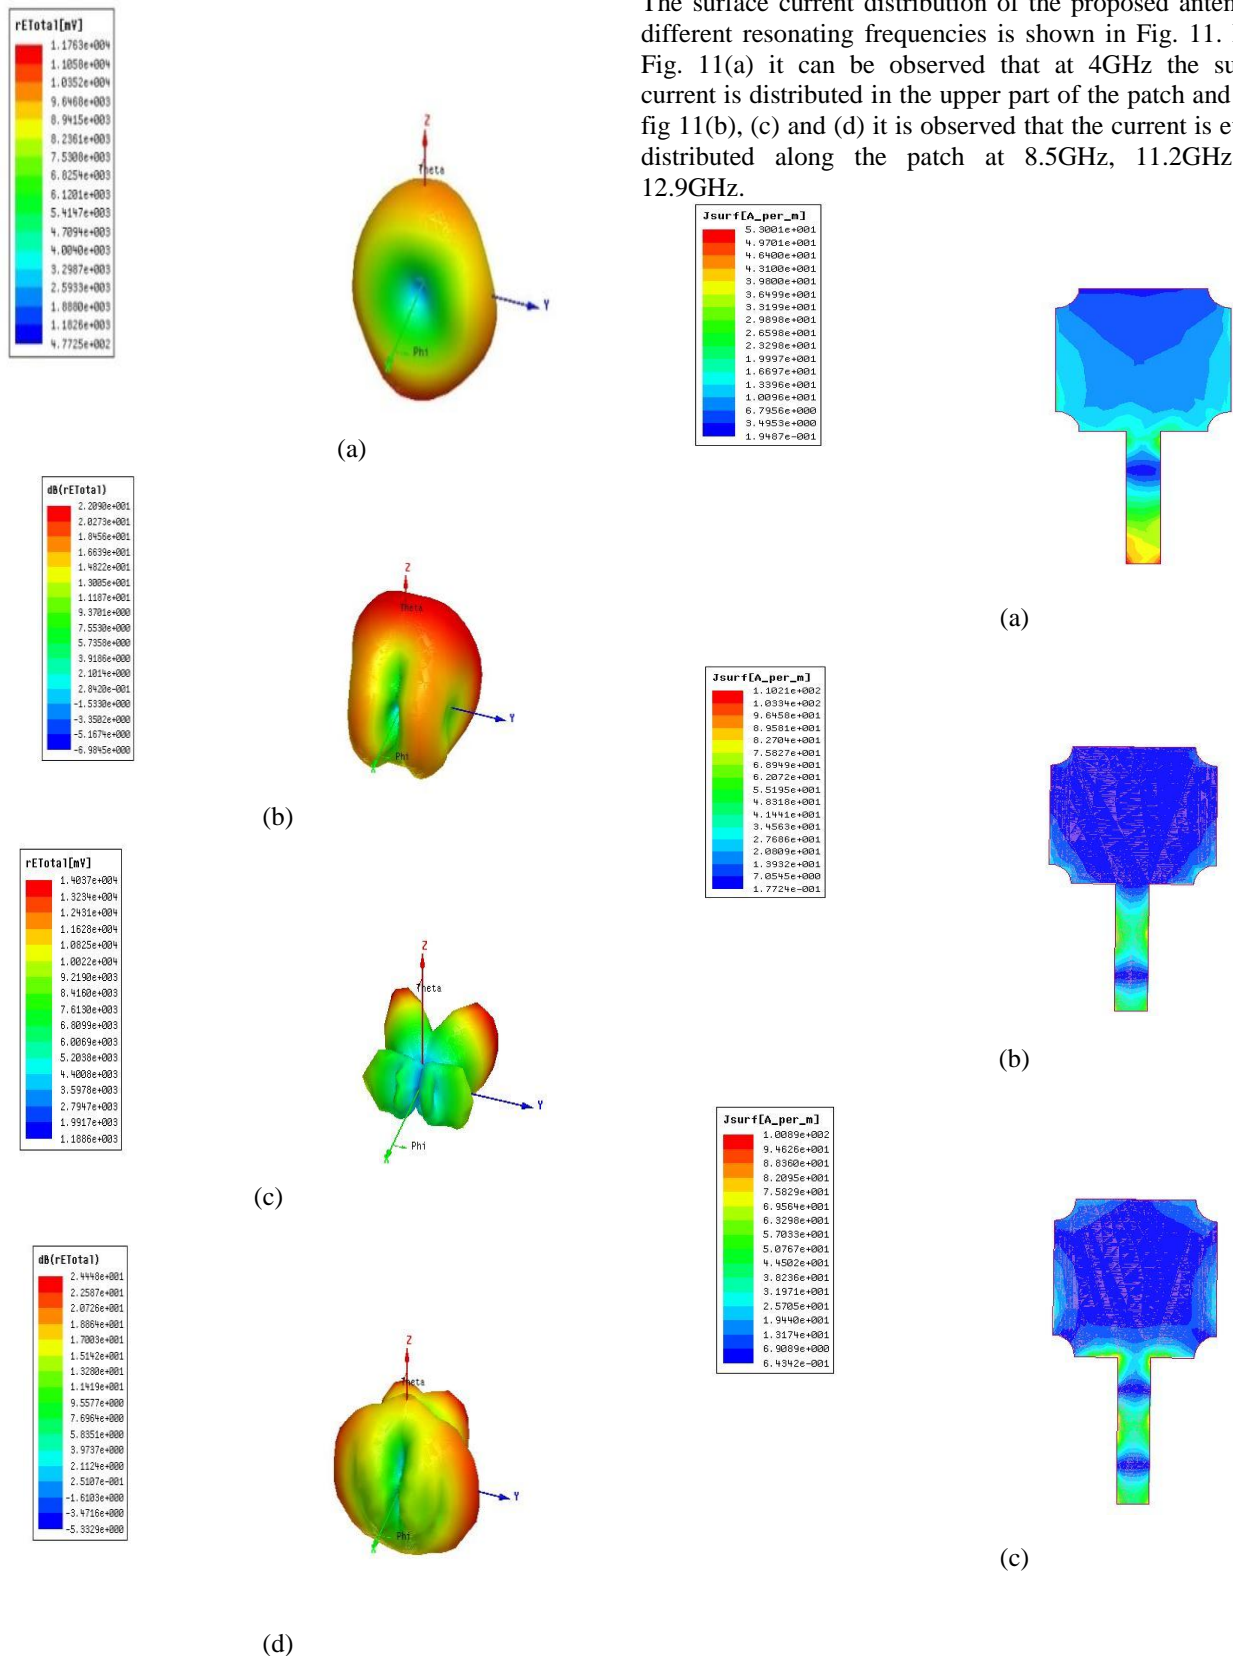 rETotal[mV]
1.1763e+004
1.1058e+004
1.0352e+004
9.6468e+003
8.9415e+003
8.2361e+003
7.5308e+003
6.8254e+003
6.1201e+003
5.4147e+003
4.7094e+003
4.0040e+003
3.2987e+003
2.5933e+003
1.8880e+003
1.1826e+003
4.7725e+002
Z
Theta
Y
Phi
(a)
dB(rETotal)
2.2090e+001
2.0273e+001
1.8456e+001
1.6639e+001
1.4822e+001
1.3005e+001
1.1187e+001
9.3701e+000
7.5530e+000
5.7358e+000
3.9186e+000
2.1014e+000
2.8420e-001
-1.5330e+000
-3.3502e+000
-5.1674e+000
-6.9845e+000
Z
Theta
Y
Phi
X
(b)
rETotal[mV]
1.4037e+004
1.3234e+004
1.2431e+004
1.1628e+004
1.0825e+004
1.0022e+004
9.2190e+003
8.4160e+003
7.6130e+003
6.8099e+003
6.0069e+003
5.2038e+003
4.4008e+003
3.5978e+003
2.7947e+003
1.9917e+003
1.1886e+003
Z
Theta
Y
Phi
X
(c)
dB(rETotal)
2.4448e+001
2.2587e+001
2.0726e+001
1.8864e+001
1.7003e+001
1.5142e+001
1.3280e+001
1.1419e+001
9.5577e+000
7.6964e+000
5.8351e+000
3.9737e+000
2.1124e+000
2.5107e-001
-1.6103e+000
-3.4716e+000
-5.3329e+000
Z
Theta
Y
Phi
X
(d)
The surface current distribution of the proposed anten
different resonating frequencies is shown in Fig. 11.
Fig. 11(a) it can be observed that at 4GHz the su
current is distributed in the upper part of the patch and
fig 11(b), (c) and (d) it is observed that the current is e
distributed along the patch at 8.5GHz, 11.2GHz
12.9GHz.
Jsurf[A_per_m]
5.3001e+001
4.9701e+001
4.6400e+001
4.3100e+001
3.9800e+001
3.6499e+001
3.3199e+001
2.9898e+001
2.6598e+001
2.3298e+001
1.9997e+001
1.6697e+001
1.3396e+001
1.0096e+001
6.7956e+000
3.4953e+000
1.9487e-001
(a)
Jsurf[A_per_m]
1.1021e+002
1.0334e+002
9.6458e+001
8.9581e+001
8.2704e+001
7.5827e+001
6.8949e+001
6.2072e+001
5.5195e+001
4.8318e+001
4.1441e+001
3.4563e+001
2.7686e+001
2.0809e+001
1.3932e+001
7.0545e+000
1.7724e-001
(b)
Jsurf[A_per_m]
1.0089e+002
9.4626e+001
8.8360e+001
8.2095e+001
7.5829e+001
6.9564e+001
6.3298e+001
5.7033e+001
5.0767e+001
4.4502e+001
3.8236e+001
3.1971e+001
2.5705e+001
1.9440e+001
1.3174e+001
6.9089e+000
6.4342e-001
(c)